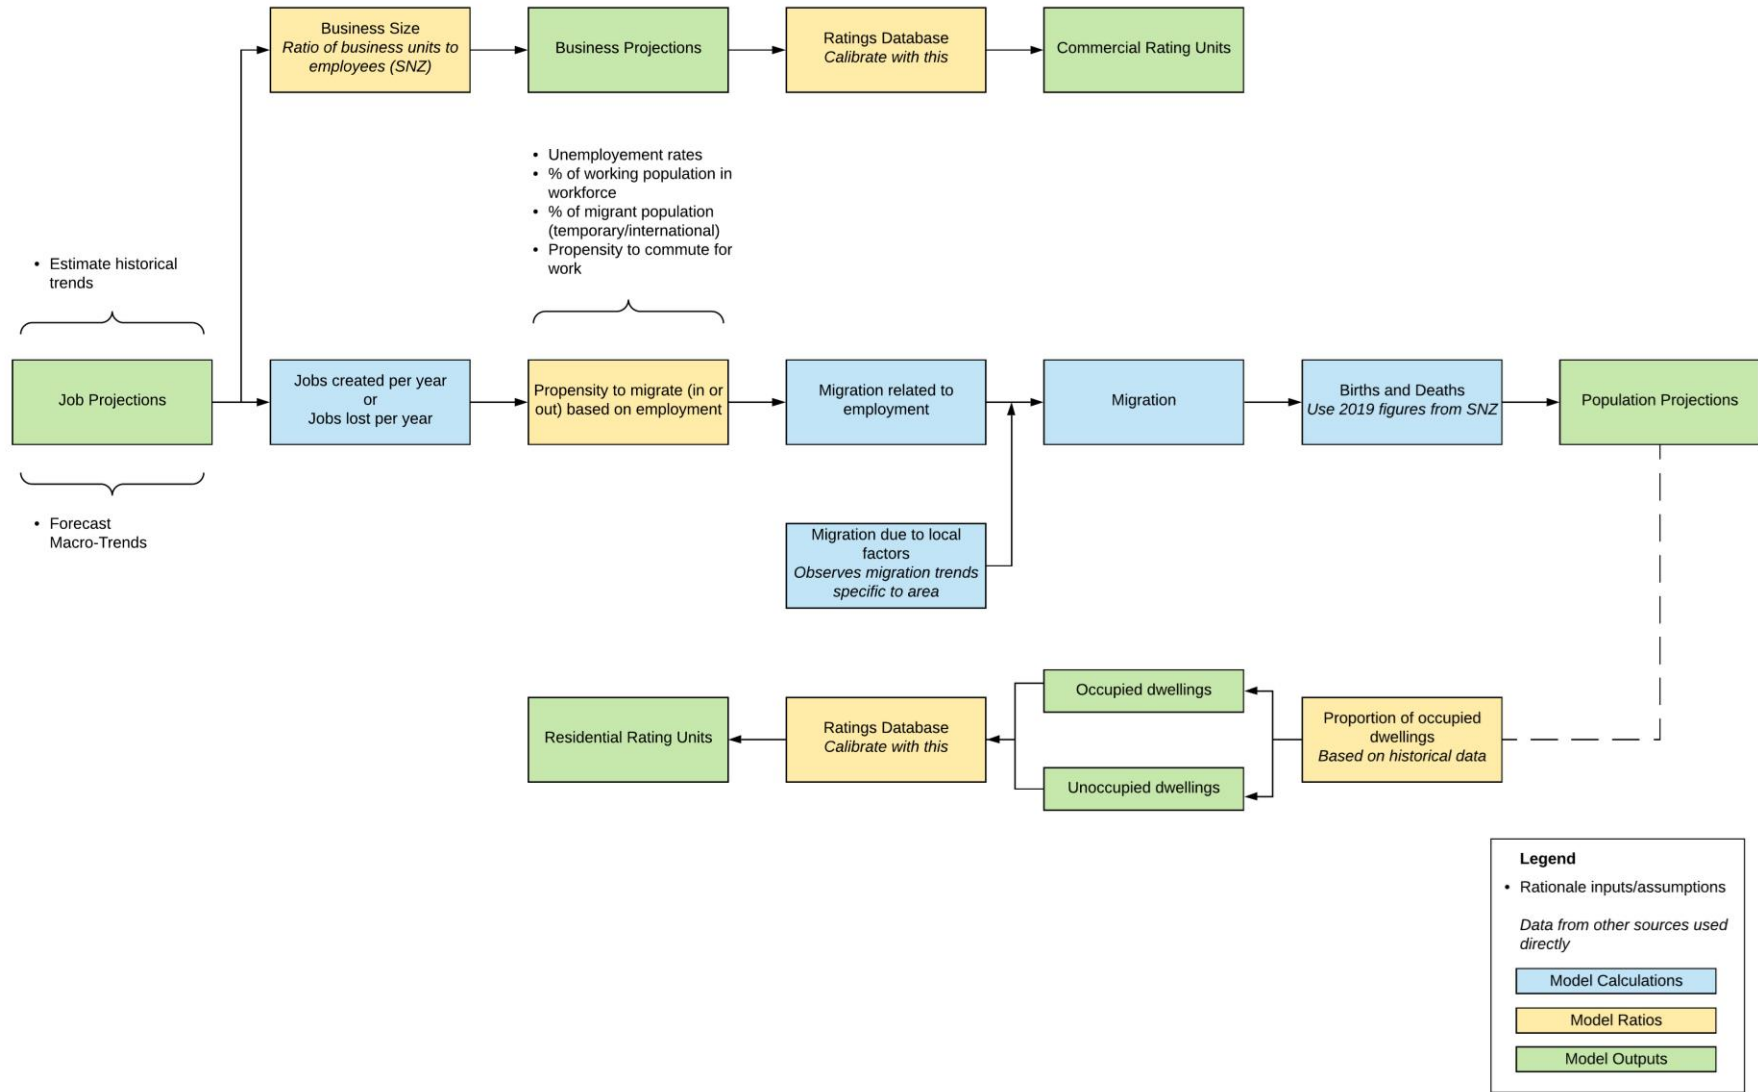 Business Size
Ratio of business units to
employees (SNZ)
Business Projections
Ratings Database
Calibrate with this
Commercial Rating Units
• Unemployement rates
• % of working population in
workforce
• % of migrant population
(temporary/international)
• Propensity to commute for
work
• Estimate historical
trends
Job Projections
Jobs created per year
or
Jobs lost per year
Propensity to migrate (in or
out) based on employment
Migration related to
employment
Migration
Births and Deaths
Use 2019 figures from SNZ
Population Projections
• Forecast
Macro-Trends
Migration due to local
factors
Observes migration trends
specific to area
Residential Rating Units
Ratings Database
Calibrate with this
Occupied dwellings
Unoccupied dwellings
Proportion of occupied
dwellings
Based on historical data
Legend
• Rationale inputs/assumptions
Data from other sources used
directly
Model Calculations
Model Ratios
Model Outputs